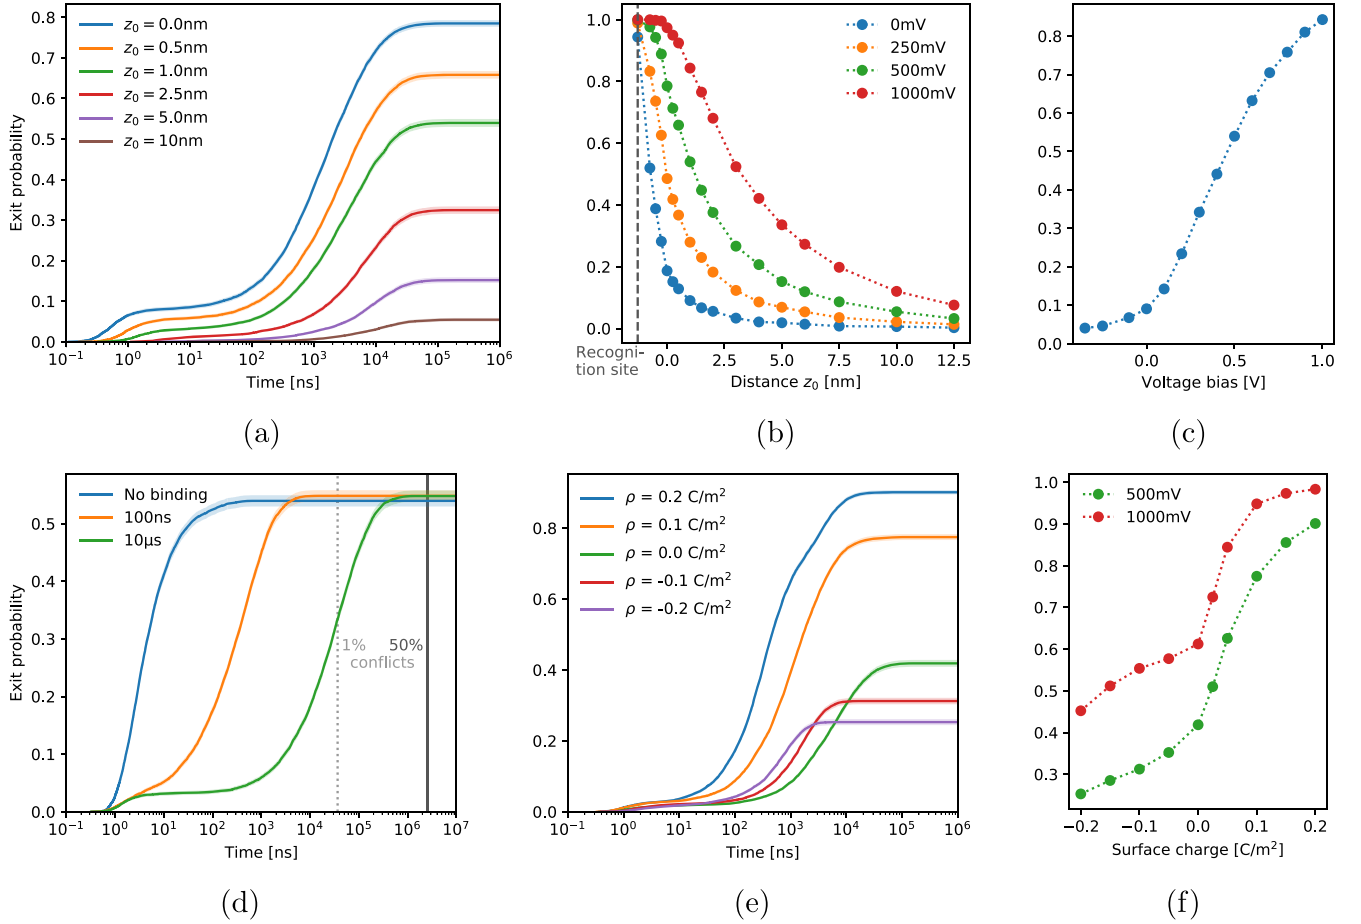 Exit probability
0.8
0.7
0.6
0.5
0.4
0.3
0.2
0.1
0.0
z₀ = 0.0nm
z₀ = 0.5nm
z₀ = 1.0nm
z₀ = 2.5nm
z₀ = 5.0nm
z₀ = 10nm
10⁻¹ 10⁰ 10¹ 10² 10³ 10⁴ 10⁵ 10⁶
Time [ns]
(a)
1.0
0.8
0.6
0.4
0.2
0.0
0mV
250mV
500mV
1000mV
0.0 2.5 5.0 7.5 10.0 12.5
Recogni-
tion site
Distance z₀ [nm]
(b)
0.8
0.7
0.6
0.5
0.4
0.3
0.2
0.1
0.0
0.0 0.5 1.0
Voltage bias [V]
(c)
Exit probability
0.5
0.4
0.3
0.2
0.1
0.0
No binding
100ns
10µs
1% 50%
conflicts
10⁻¹ 10⁰ 10¹ 10² 10³ 10⁴ 10⁵ 10⁶ 10⁷
Time [ns]
(d)
0.8
0.6
0.4
0.2
0.0
ρ = 0.2 C/m²
ρ = 0.1 C/m²
ρ = 0.0 C/m²
ρ = -0.1 C/m²
ρ = -0.2 C/m²
10⁻¹ 10⁰ 10¹ 10² 10³ 10⁴ 10⁵ 10⁶
Time [ns]
(e)
1.0
0.9
0.8
0.7
0.6
0.5
0.4
0.3
500mV
1000mV
−0.2 −0.1 0.0 0.1 0.2
Surface charge [C/m²]
(f)